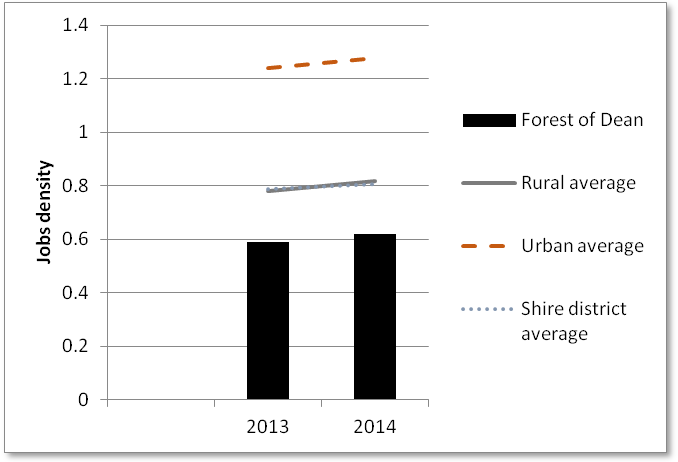 1.4
1.2
1
0.8
0.6
0.4
0.2
0
Jobs density
2013
2014
Forest of Dean
Rural average
Urban average
Shire district
average